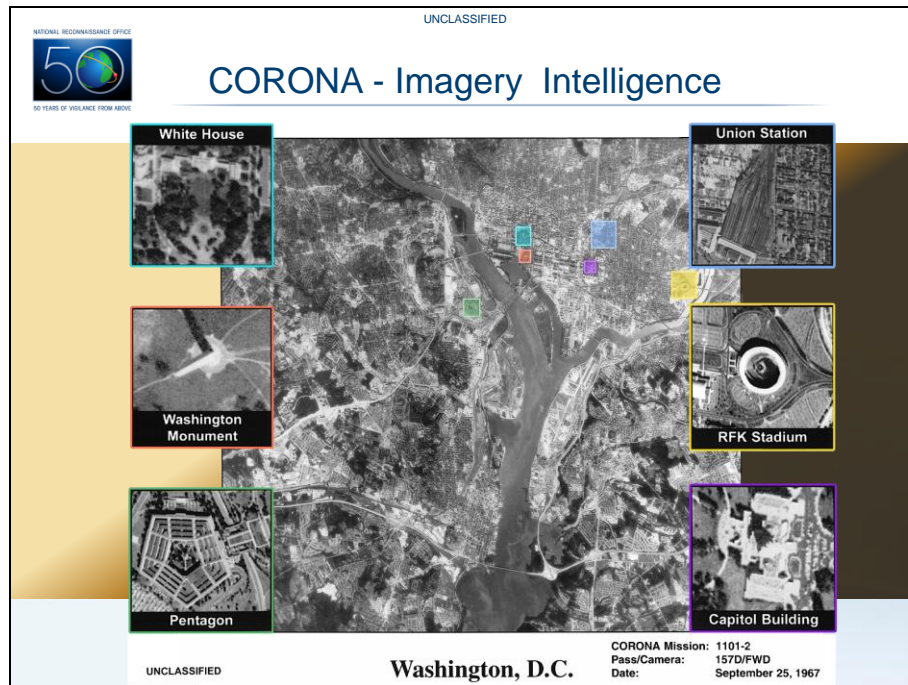 UNCLASSIFIED
NATIONAL RECONNAISSANCE OFFICE
50
50 YEARS OF VIGILANCE FROM ABOVE
CORONA - Imagery Intelligence
White House
Union Station
Washington
Monument
RFK Stadium
Pentagon
Capitol Building
UNCLASSIFIED
Washington, D.C.
CORONA Mission: 1101-2
Pass/Camera: 157D/FWD
Date: September 25, 1967